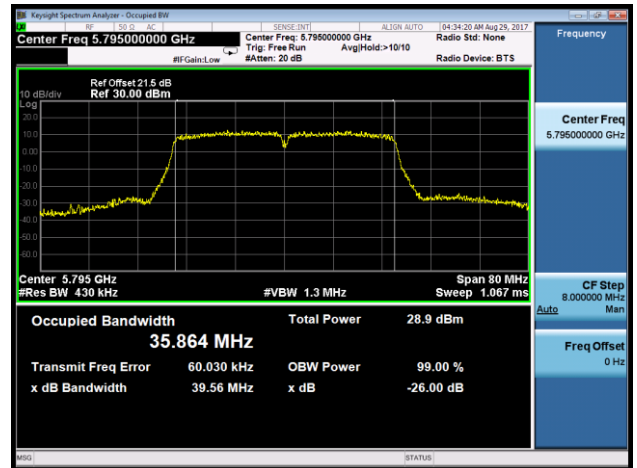 Keysight Spectrum Analyzer - Occupied BW
RF 50 Ω AC SENSE:INT ALIGN AUTO 04:34:20 AM Aug 29, 2017
Center Freq 5.795000000 GHz
Center Freq: 5.795000000 GHz Radio Std: None
Trig: Free Run Avg|Hold:>10/10
#IFGain:Low #Atten: 20 dB Radio Device: BTS
Ref Offset 21.5 dB
10 dB/div Ref 30.00 dBm
Log
20.0
10.0
0.00
-10.0
-20.0
-30.0
-40.0
-50.0
-60.0
Center 5.795 GHz Span 80 MHz
#Res BW 430 kHz #VBW 1.3 MHz Sweep 1.067 ms
Occupied Bandwidth Total Power 28.9 dBm
35.864 MHz
Transmit Freq Error 60.030 kHz OBW Power 99.00 %
x dB Bandwidth 39.56 MHz x dB -26.00 dB
MSG STATUS
Frequency
Center Freq
5.795000000 GHz
CF Step
8.000000 MHz
Auto Man
Freq Offset
0 Hz